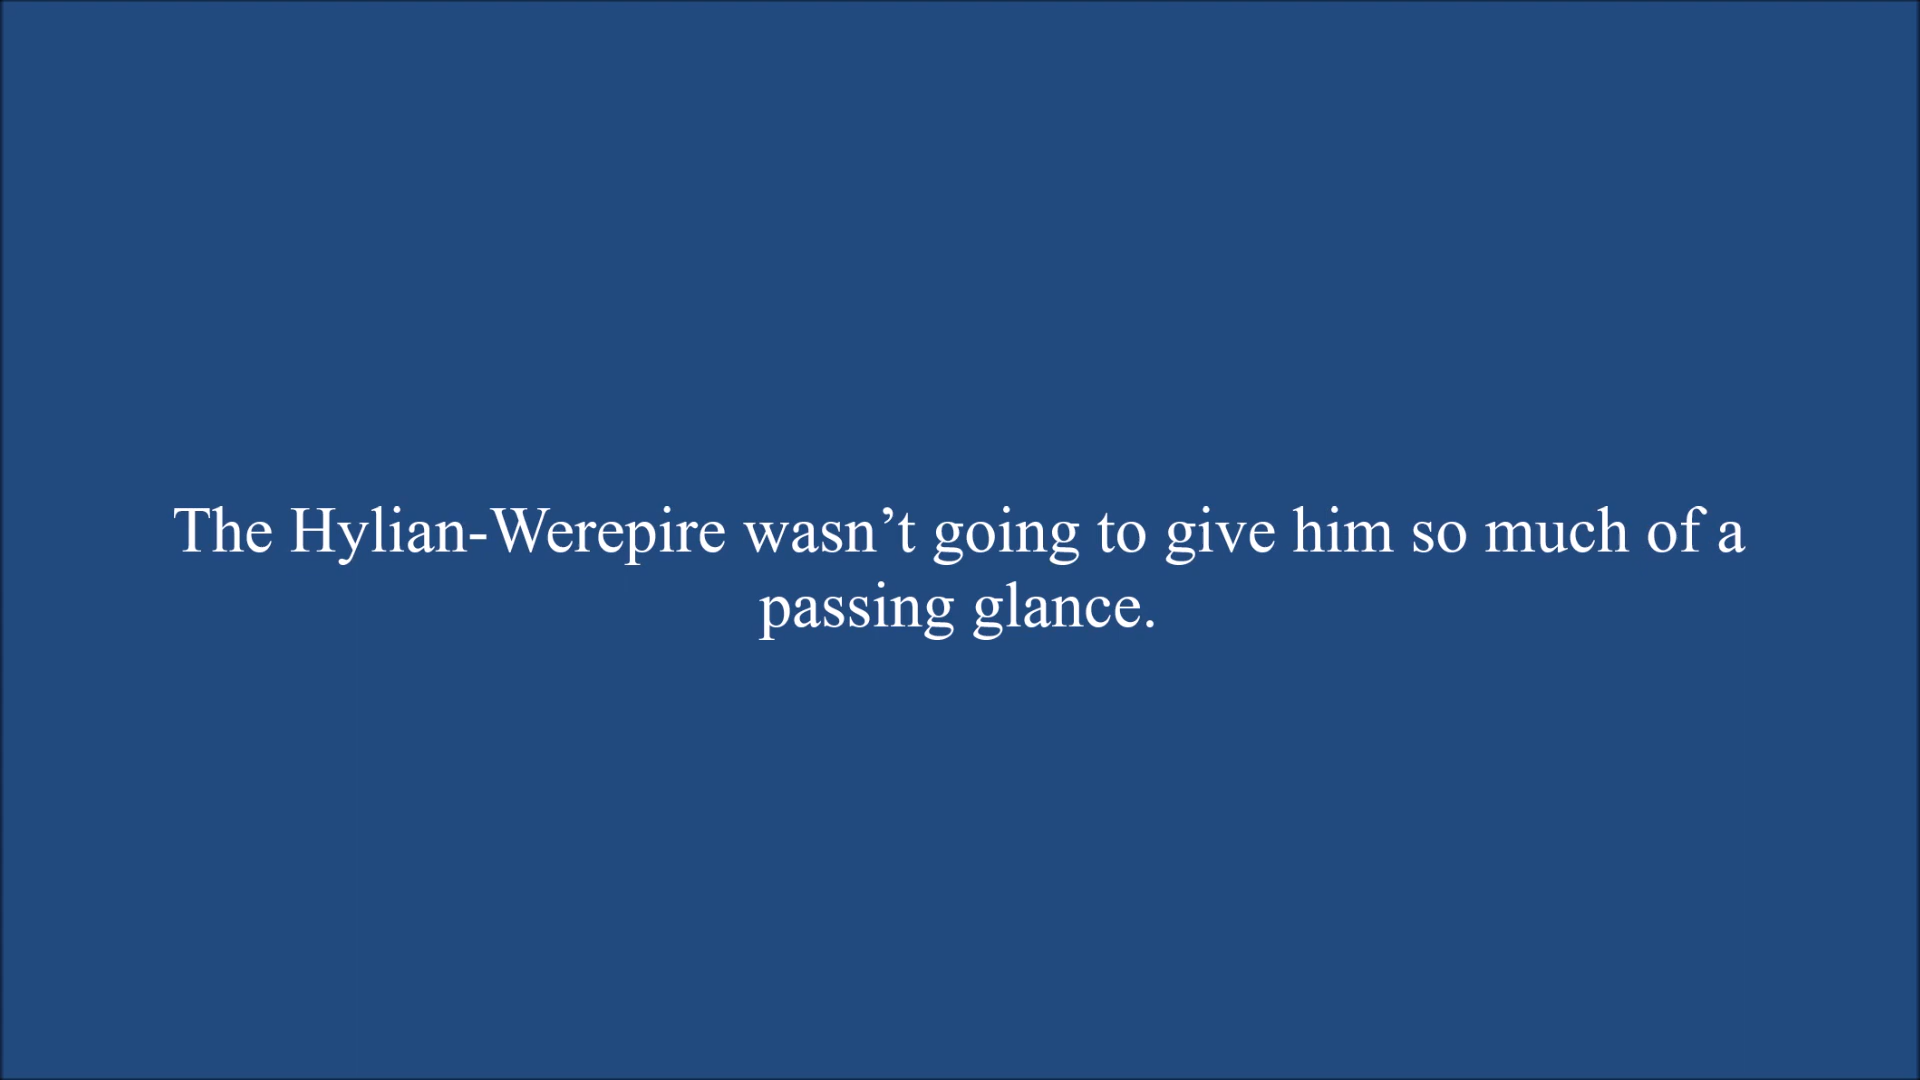 The Hylian-Werepire wasn’t going to give him so much of a
passing glance.